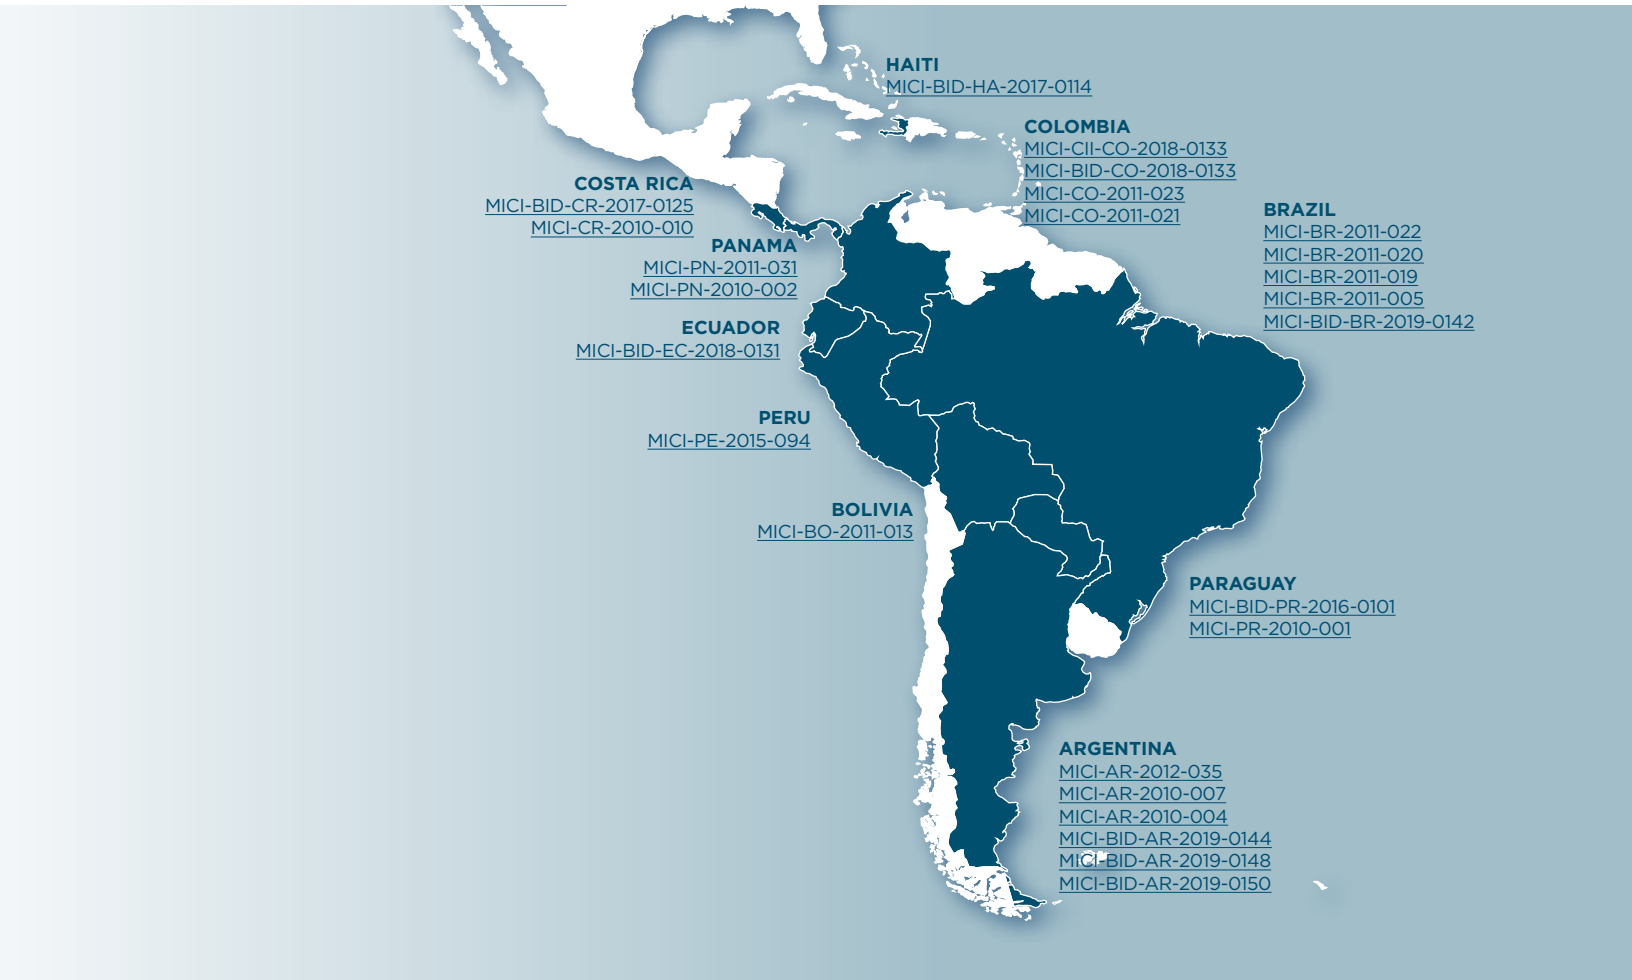 HAITI
MICI-BID-HA-2017-0114
COLOMBIA
MICI-CII-CO-2018-0133
MICI-BID-CO-2018-0133
MICI-CO-2011-023
MICI-CO-2011-021
COSTA RICA
MICI-BID-CR-2017-0125
MICI-CR-2010-010
BRAZIL
MICI-BR-2011-022
MICI-BR-2011-020
MICI-BR-2011-019
MICI-BR-2011-005
MICI-BID-BR-2019-0142
PANAMA
MICI-PN-2011-031
MICI-PN-2010-002
ECUADOR
MICI-BID-EC-2018-0131
PERU
MICI-PE-2015-094
BOLIVIA
MICI-BO-2011-013
PARAGUAY
MICI-BID-PR-2016-0101
MICI-PR-2010-001
ARGENTINA
MICI-AR-2012-035
MICI-AR-2010-007
MICI-AR-2010-004
MICI-BID-AR-2019-0144
MICI-BID-AR-2019-0148
MICI-BID-AR-2019-0150